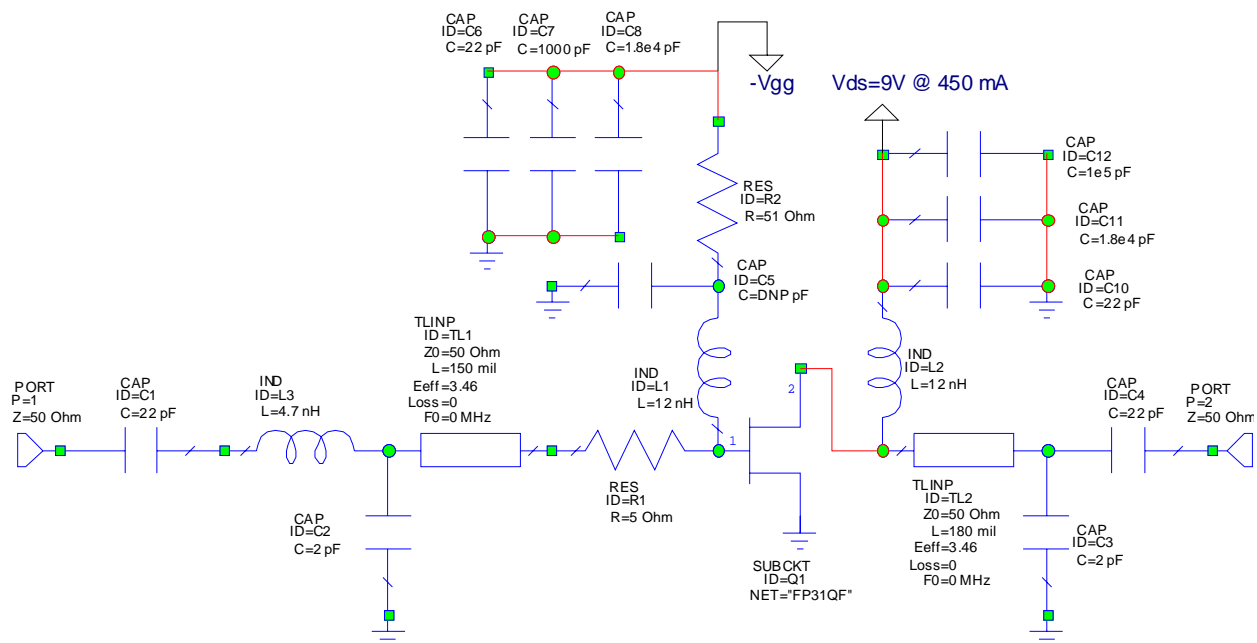 CAP
ID=C6
C=22 pF
CAP
ID=C7
C=1000 pF
CAP
ID=C8
C=1.8e4 pF
-Vgg
Vds=9V @ 450 mA
CAP
ID=C12
C=1e5 pF
RES
ID=R2
R=51 Ohm
CAP
ID=C11
C=1.8e4 pF
CAP
ID=C5
C=DNP pF
CAP
ID=C10
C=22 pF
TLINP
ID=TL1
Z0=50 Ohm
L=150 mil
Eeff=3.46
Loss=0
F0=0 MHz
IND
ID=L1
L=12 nH
IND
ID=L2
L=12 nH
PORT
P=1
Z=50 Ohm
CAP
ID=C1
C=22 pF
IND
ID=L3
L=4.7 nH
2
1
CAP
ID=C4
C=22 pF
PORT
P=2
Z=50 Ohm
RES
ID=R1
R=5 Ohm
CAP
ID=C2
C=2 pF
TLINP
ID=TL2
Z0=50 Ohm
L=180 mil
Eeff=3.46
Loss=0
F0=0 MHz
CAP
ID=C3
C=2 pF
SUBCKT
ID=Q1
NET="FP31QF"